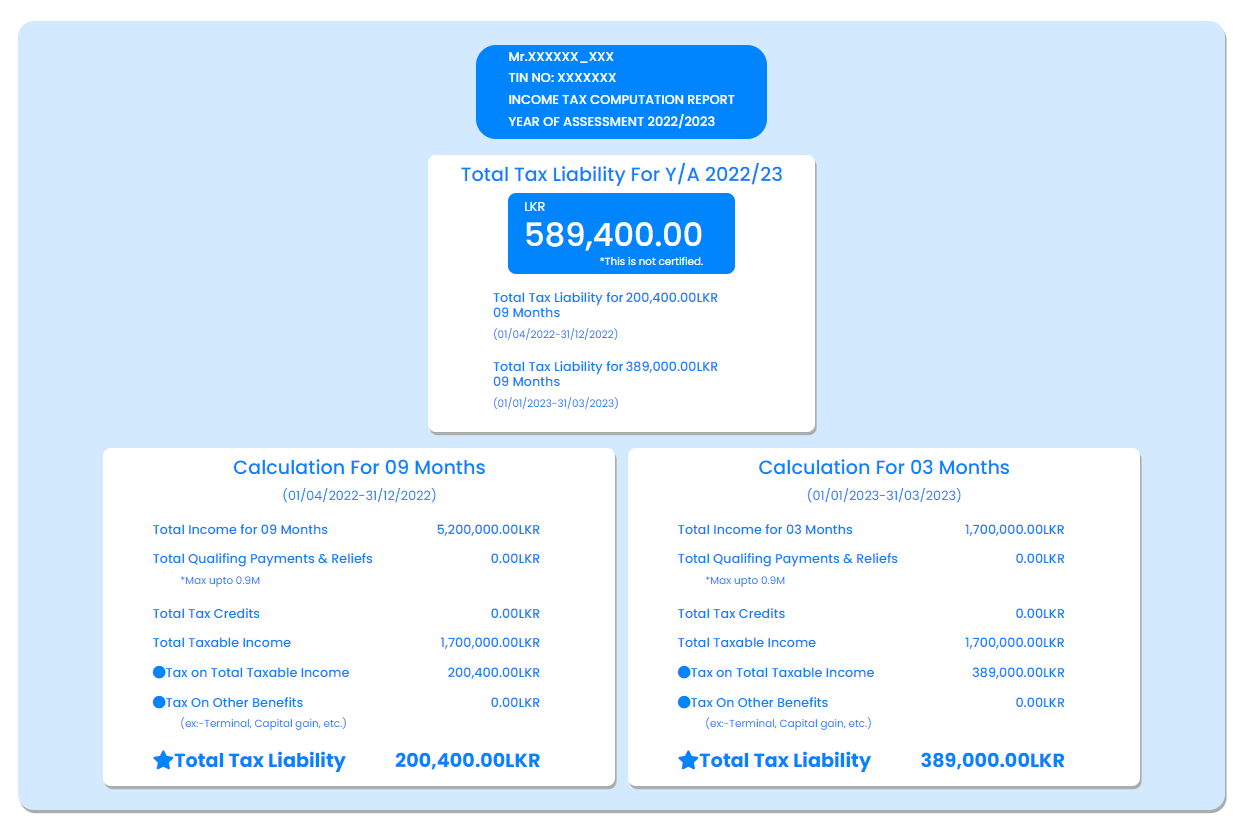 Mr.XXXXXX_XXX
TIN NO: XXXXXXX
INCOME TAX COMPUTATION REPORT
YEAR OF ASSESSMENT 2022/2023
Total Tax Liability For Y/A 2022/23
LKR
589,400.00
*This is not certified.
Total Tax Liability for 200,400.00LKR
09 Months
(01/04/2022-31/12/2022)
Total Tax Liability for 389,000.00LKR
09 Months
(01/01/2023-31/03/2023)
Calculation For 09 Months
(01/04/2022-31/12/2022)
Total Income for 09 Months 5,200,000.00LKR
Total Qualifing Payments & Reliefs 0.00LKR
*Max upto 0.9M
Total Tax Credits 0.00LKR
Total Taxable Income 1,700,000.00LKR
Tax on Total Taxable Income 200,400.00LKR
Tax On Other Benefits 0.00LKR
(ex:-Terminal, Capital gain, etc.)
Total Tax Liability 200,400.00LKR
Calculation For 03 Months
(01/01/2023-31/03/2023)
Total Income for 03 Months 1,700,000.00LKR
Total Qualifing Payments & Reliefs 0.00LKR
*Max upto 0.9M
Total Tax Credits 0.00LKR
Total Taxable Income 1,700,000.00LKR
Tax on Total Taxable Income 389,000.00LKR
Tax On Other Benefits 0.00LKR
(ex:-Terminal, Capital gain, etc.)
Total Tax Liability 389,000.00LKR